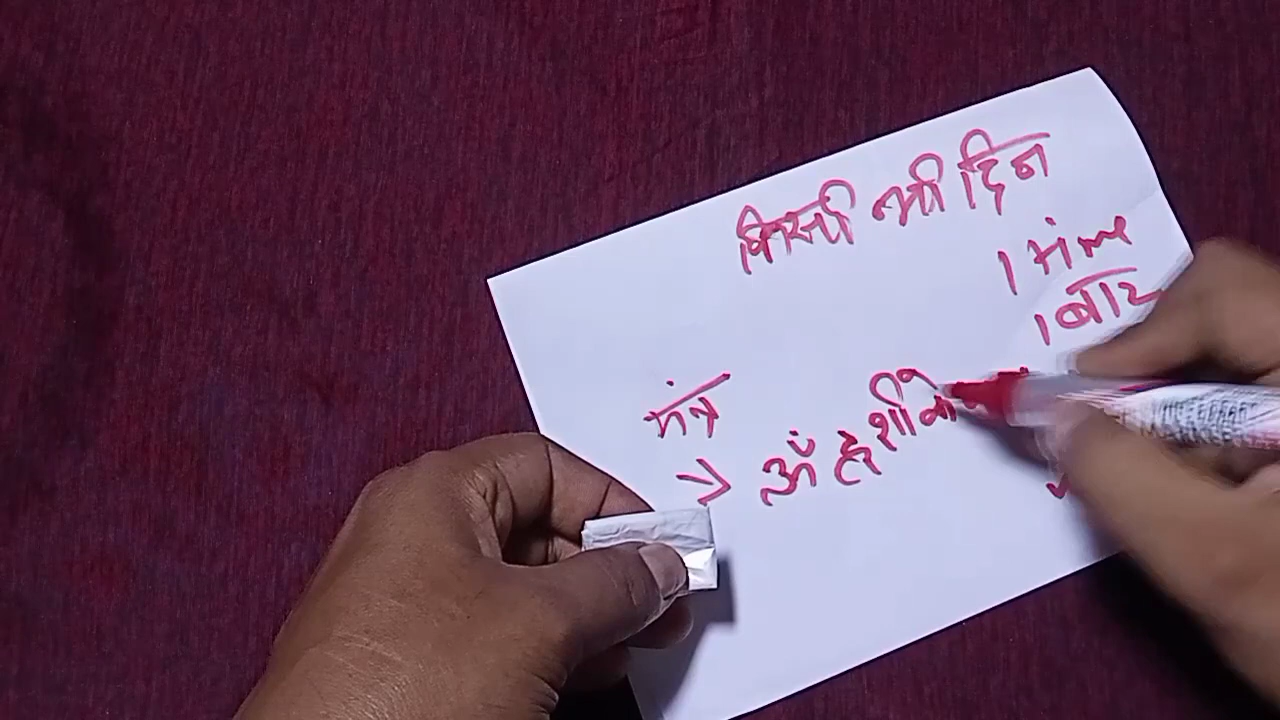 किसी भी दिन
1 time
1 बार
मंत्र
→ ॐ